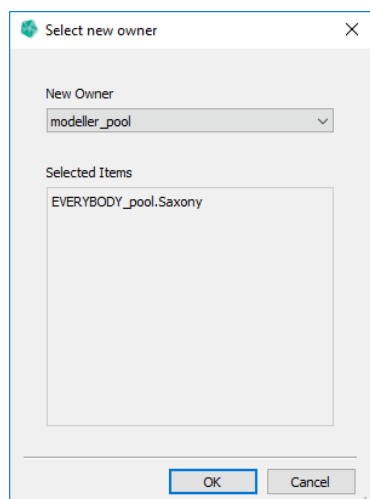 Select new owner
New Owner
modeller_pool
Selected Items
EVERYBODY_pool.Saxony
OK
Cancel